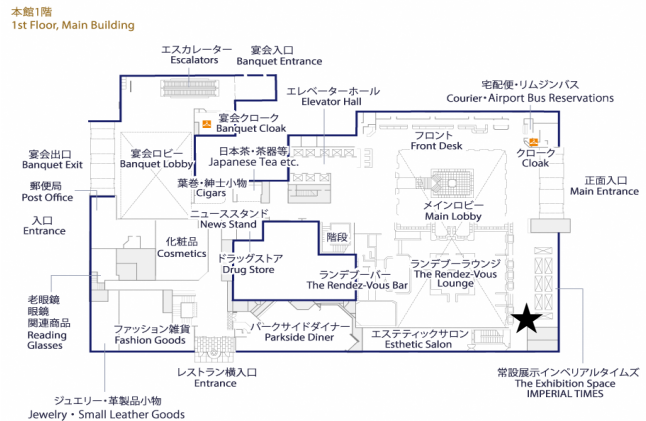 本館1階
1st Floor, Main Building
エスカレーター
Escalators
宴会入口
Banquet Entrance
エレベーターホール
Elevator Hall
宅配便・リムジンバス
Courier・Airport Bus Reservations
宴会クローク
Banquet Cloak
フロント
Front Desk
クローク
Cloak
宴会出口
Banquet Exit
宴会ロビー
Banquet Lobby
日本茶・茶器等
Japanese Tea etc.
郵便局
Post Office
葉巻・紳士小物
Cigars
正面入口
Main Entrance
メインロビー
Main Lobby
入口
Entrance
ニューススタンド
News Stand
階段
化粧品
Cosmetics
ドラッグストア
Drug Store
ランデブーバー
The Rendez-Vous Bar
ランデブーラウンジ
The Rendez-Vous
Lounge
老眼鏡
眼鏡
関連商品
Reading
Glasses
ファッション雑貨
Fashion Goods
パークサイドダイナー
Parkside Diner
エステティックサロン
Esthetic Salon
レストラン横入口
Entrance
常設展示インペリアルタイムズ
The Exhibition Space
IMPERIAL TIMES
ジュエリー・革製品小物
Jewelry・Small Leather Goods